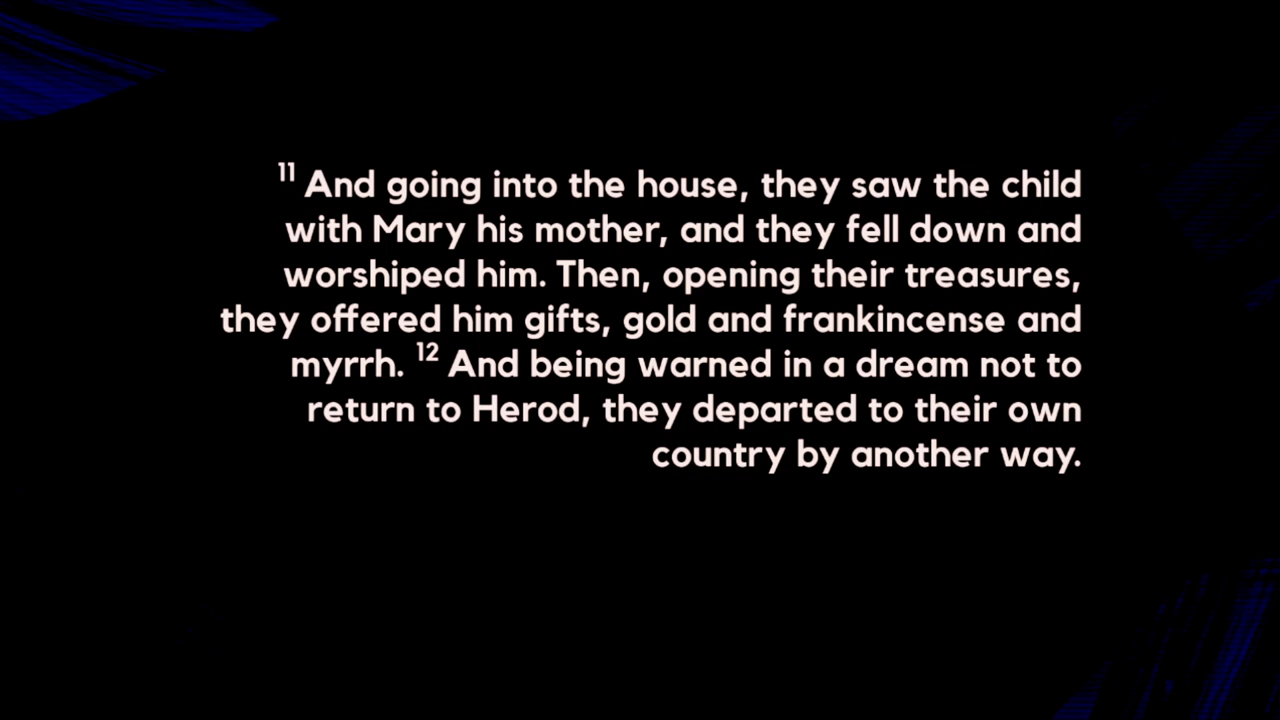 11 And going into the house, they saw the child
with Mary his mother, and they fell down and
worshiped him. Then, opening their treasures,
they offered him gifts, gold and frankincense and
myrrh. 12 And being warned in a dream not to
return to Herod, they departed to their own
country by another way.